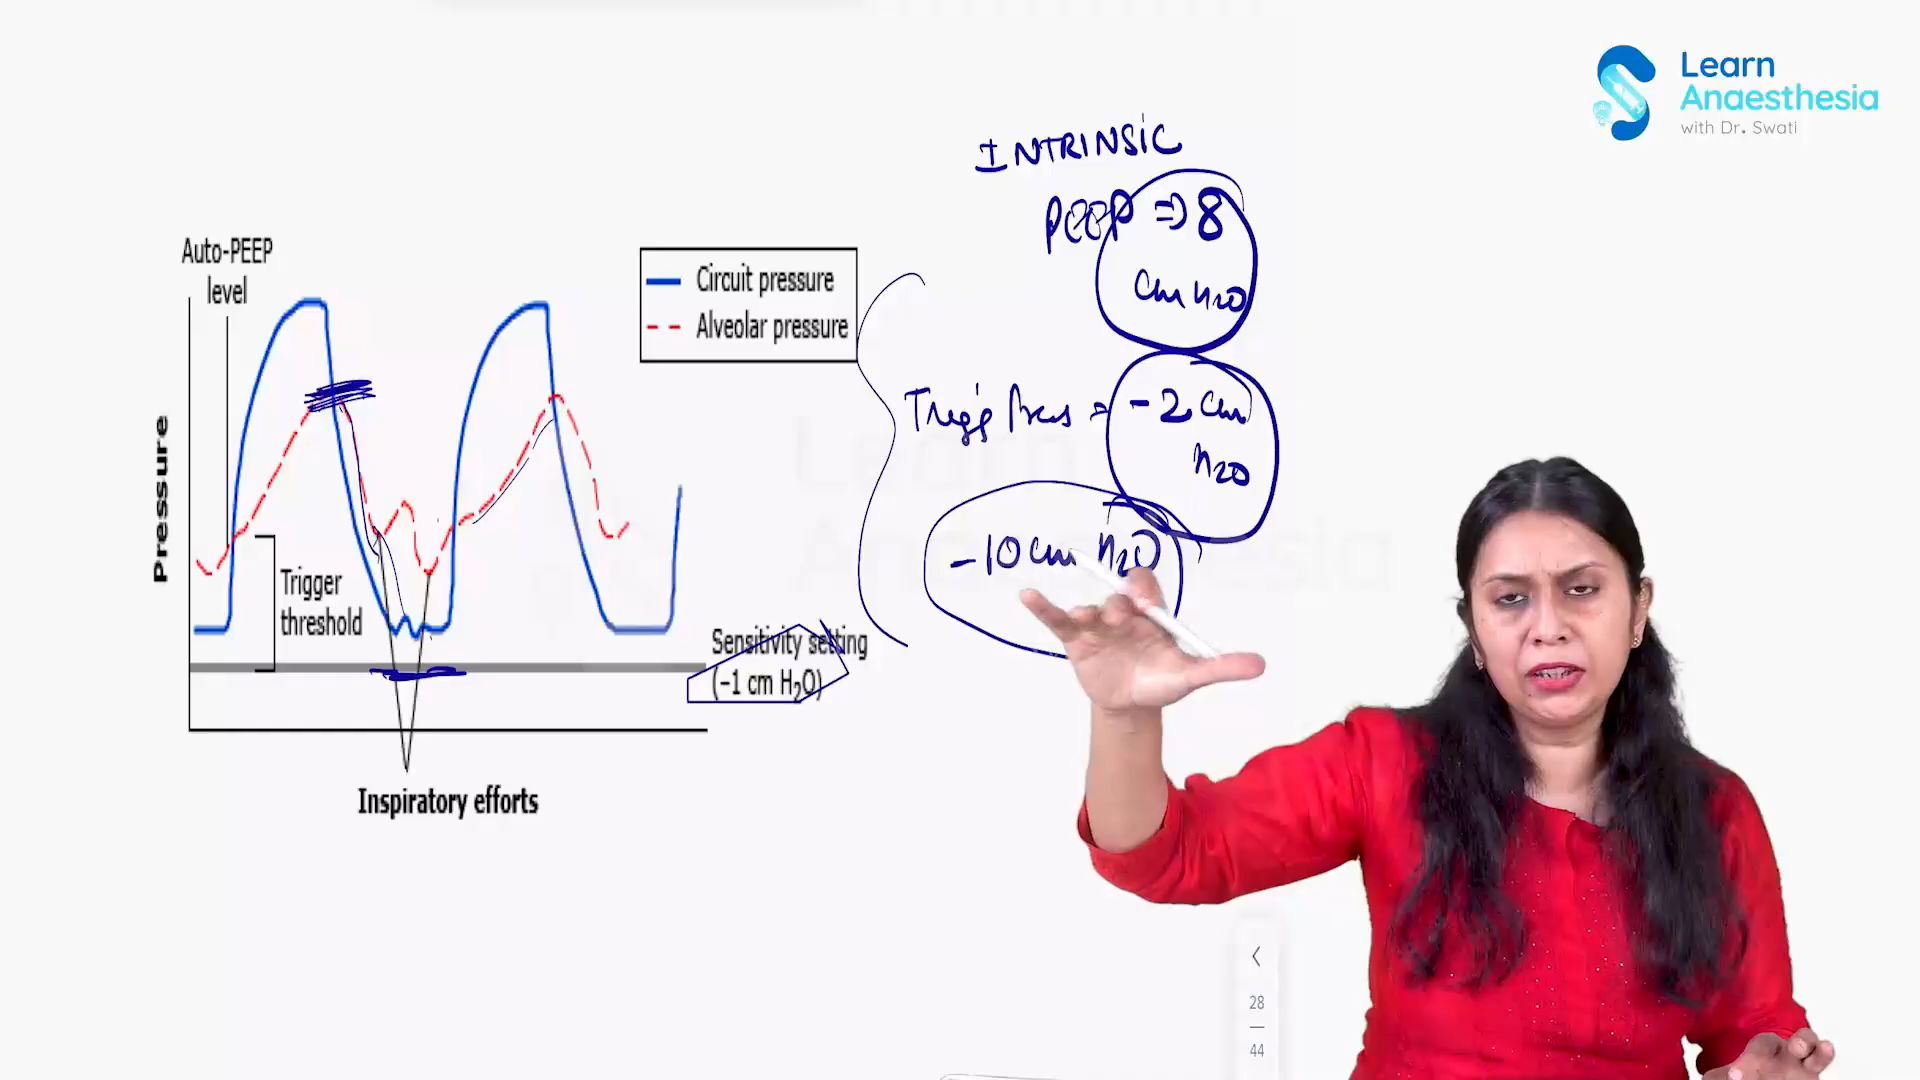 Learn
Anaesthesia
with Dr. Swati
INTRINSIC
PEEP ⇒ 8
cm H2O
Auto-PEEP
level
Circuit pressure
Alveolar pressure
Trigg Pres = -2 cm
H2O
-10 cm H2O
Pressure
Trigger
threshold
Sensitivity setting
(–1 cm H2O)
Inspiratory efforts
28
44